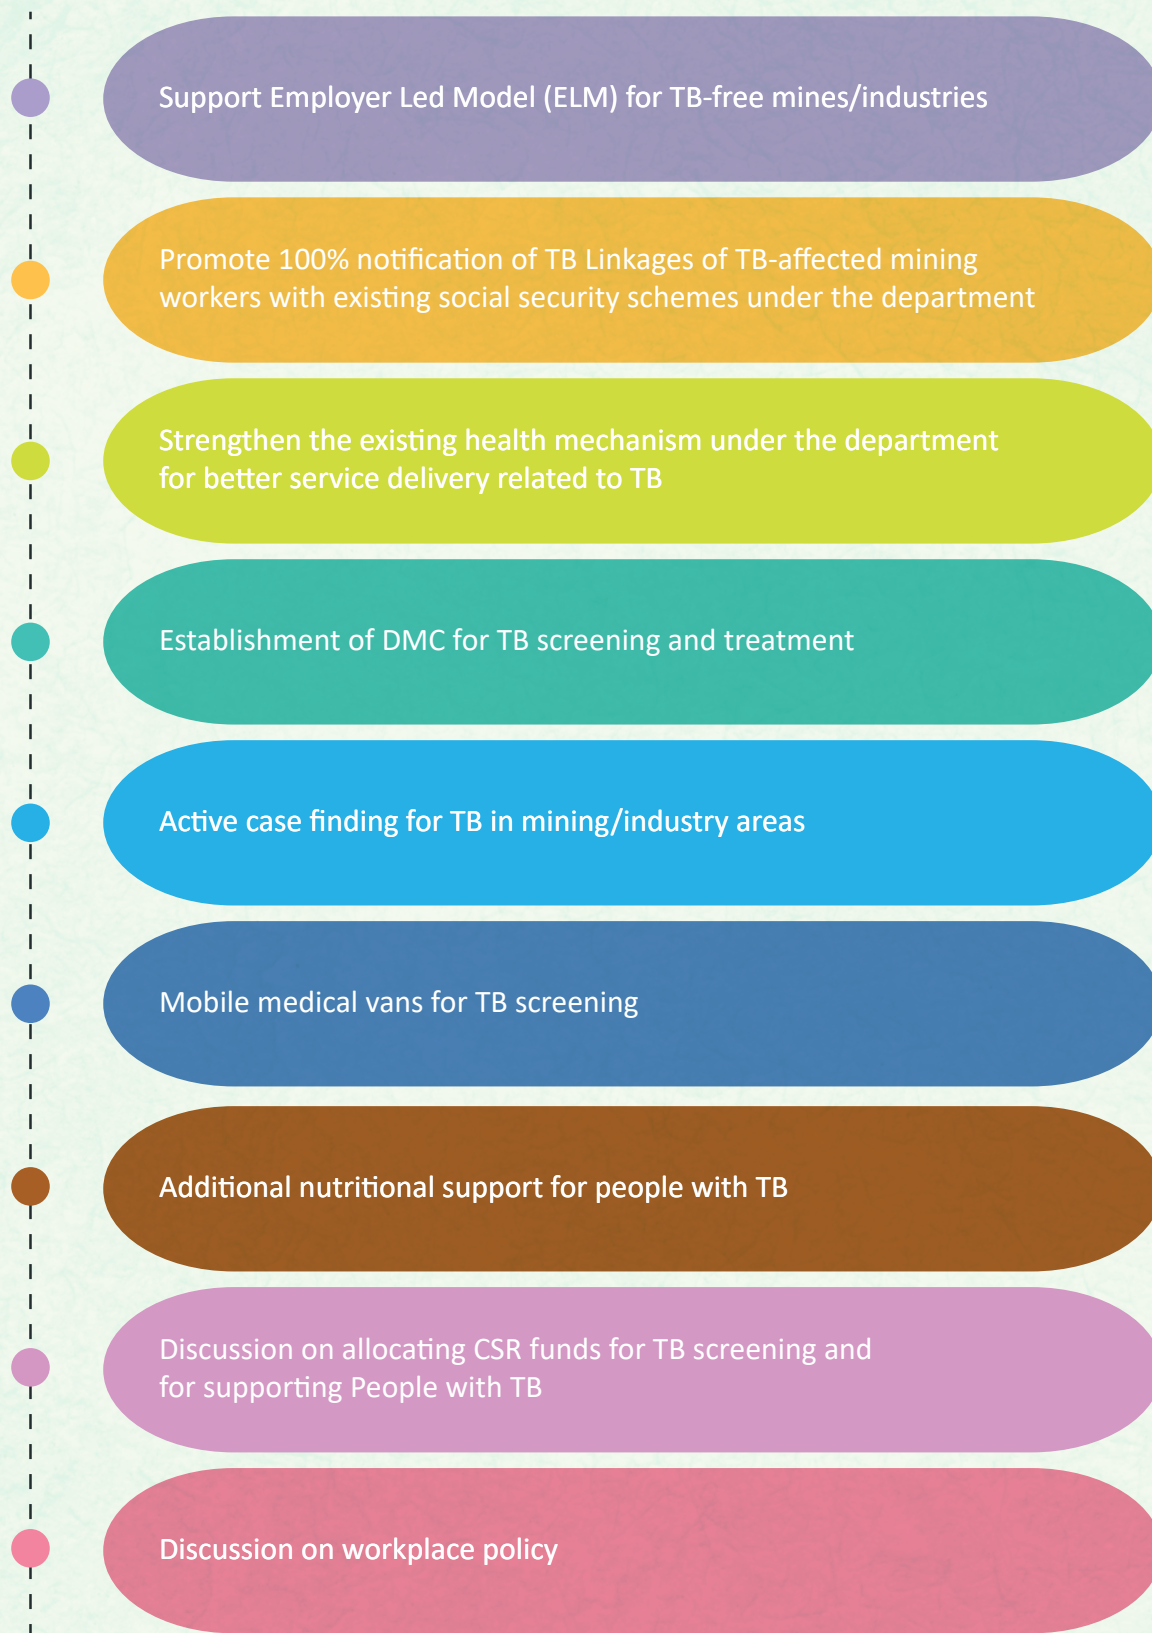 Support Employer Led Model (ELM) for TB-free mines/industries
Promote 100% notification of TB Linkages of TB-affected mining
workers with existing social security schemes under the department
Strengthen the existing health mechanism under the department
for better service delivery related to TB
Establishment of DMC for TB screening and treatment
Active case finding for TB in mining/industry areas
Mobile medical vans for TB screening
Additional nutritional support for people with TB
Discussion on allocating CSR funds for TB screening and
for supporting People with TB
Discussion on workplace policy